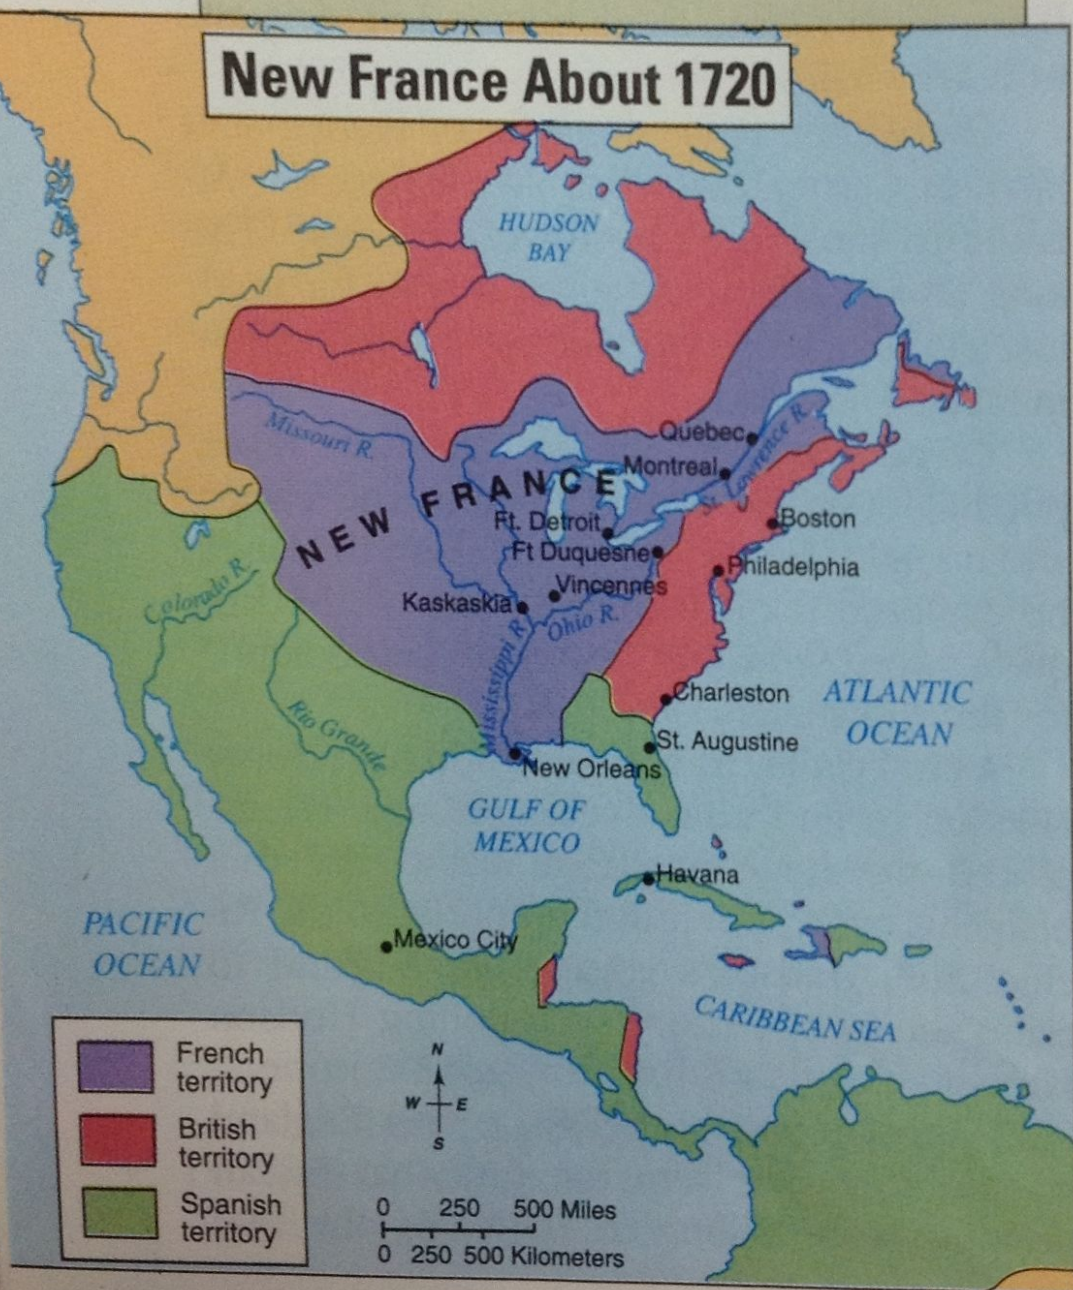 New France About 1720
HUDSON
BAY
Missouri R.
NEW FRANCE
Quebec
St. Lawrence R.
Montreal
Ft. Detroit
Boston
Ft Duquesne
Philadelphia
Vincennes
Kaskaskia
Ohio R.
Colorado R.
Mississippi R.
Rio Grande
Charleston
ATLANTIC
OCEAN
St. Augustine
New Orleans
GULF OF
MEXICO
Havana
PACIFIC
OCEAN
Mexico City
CARIBBEAN SEA
French
territory
British
territory
Spanish
territory
N
W E
S
0 250 500 Miles
0 250 500 Kilometers